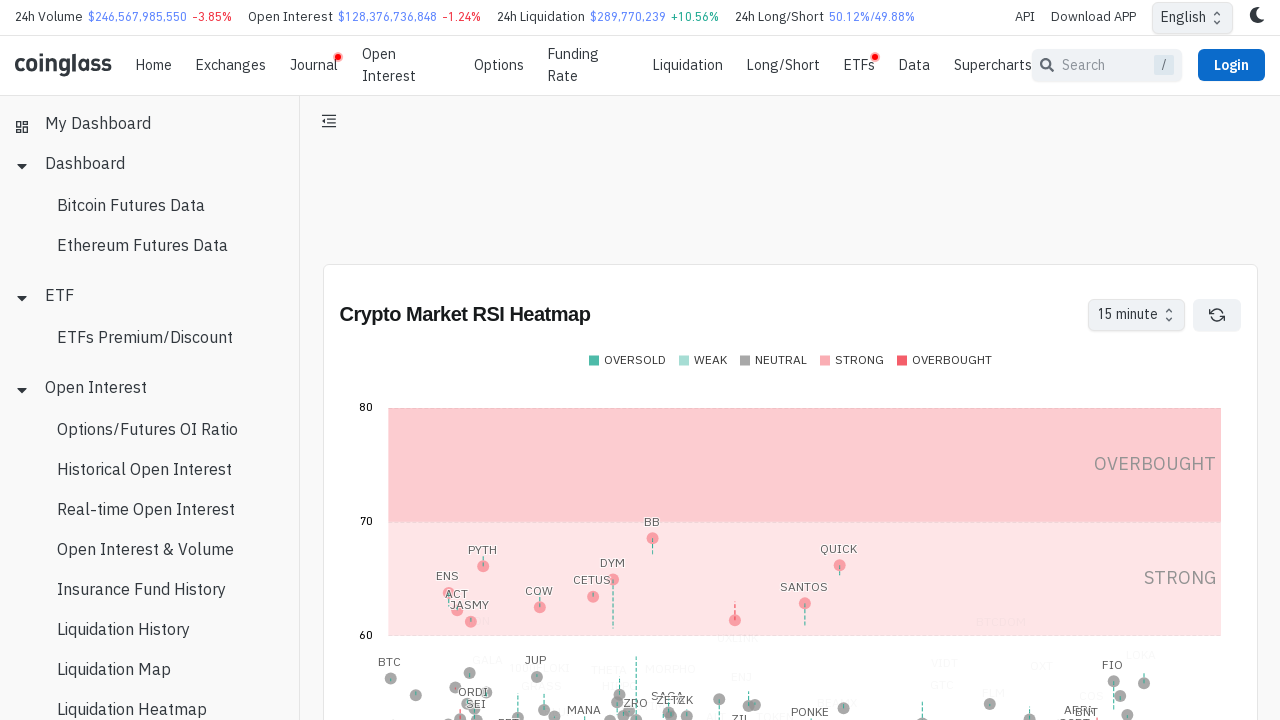 24h Volume $246,567,985,550 -3.85% Open Interest $128,376,736,848 -1.24% 24h Liquidation $289,770,239 +10.56% 24h Long/Short 50.12%/49.88% API Download APP English
coinglass Home Exchanges Journal Open Interest Options Funding Rate Liquidation Long/Short ETFs Data Supercharts Search / Login
My Dashboard
Dashboard
Bitcoin Futures Data
Ethereum Futures Data
ETF
ETFs Premium/Discount
Open Interest
Options/Futures OI Ratio
Historical Open Interest
Real-time Open Interest
Open Interest & Volume
Insurance Fund History
Liquidation History
Liquidation Map
Liquidation Heatmap
Crypto Market RSI Heatmap 15 minute
OVERSOLD WEAK NEUTRAL STRONG OVERBOUGHT
80
OVERBOUGHT
70
BB
PYTH QUICK
DYM
ENS CETUS STRONG
ACT COW SANTOS
JASMY
60
BTC JUP FIO
ORDI SAGA
SEI ZRO ZETA
MANA PONKE BNT
ZIL